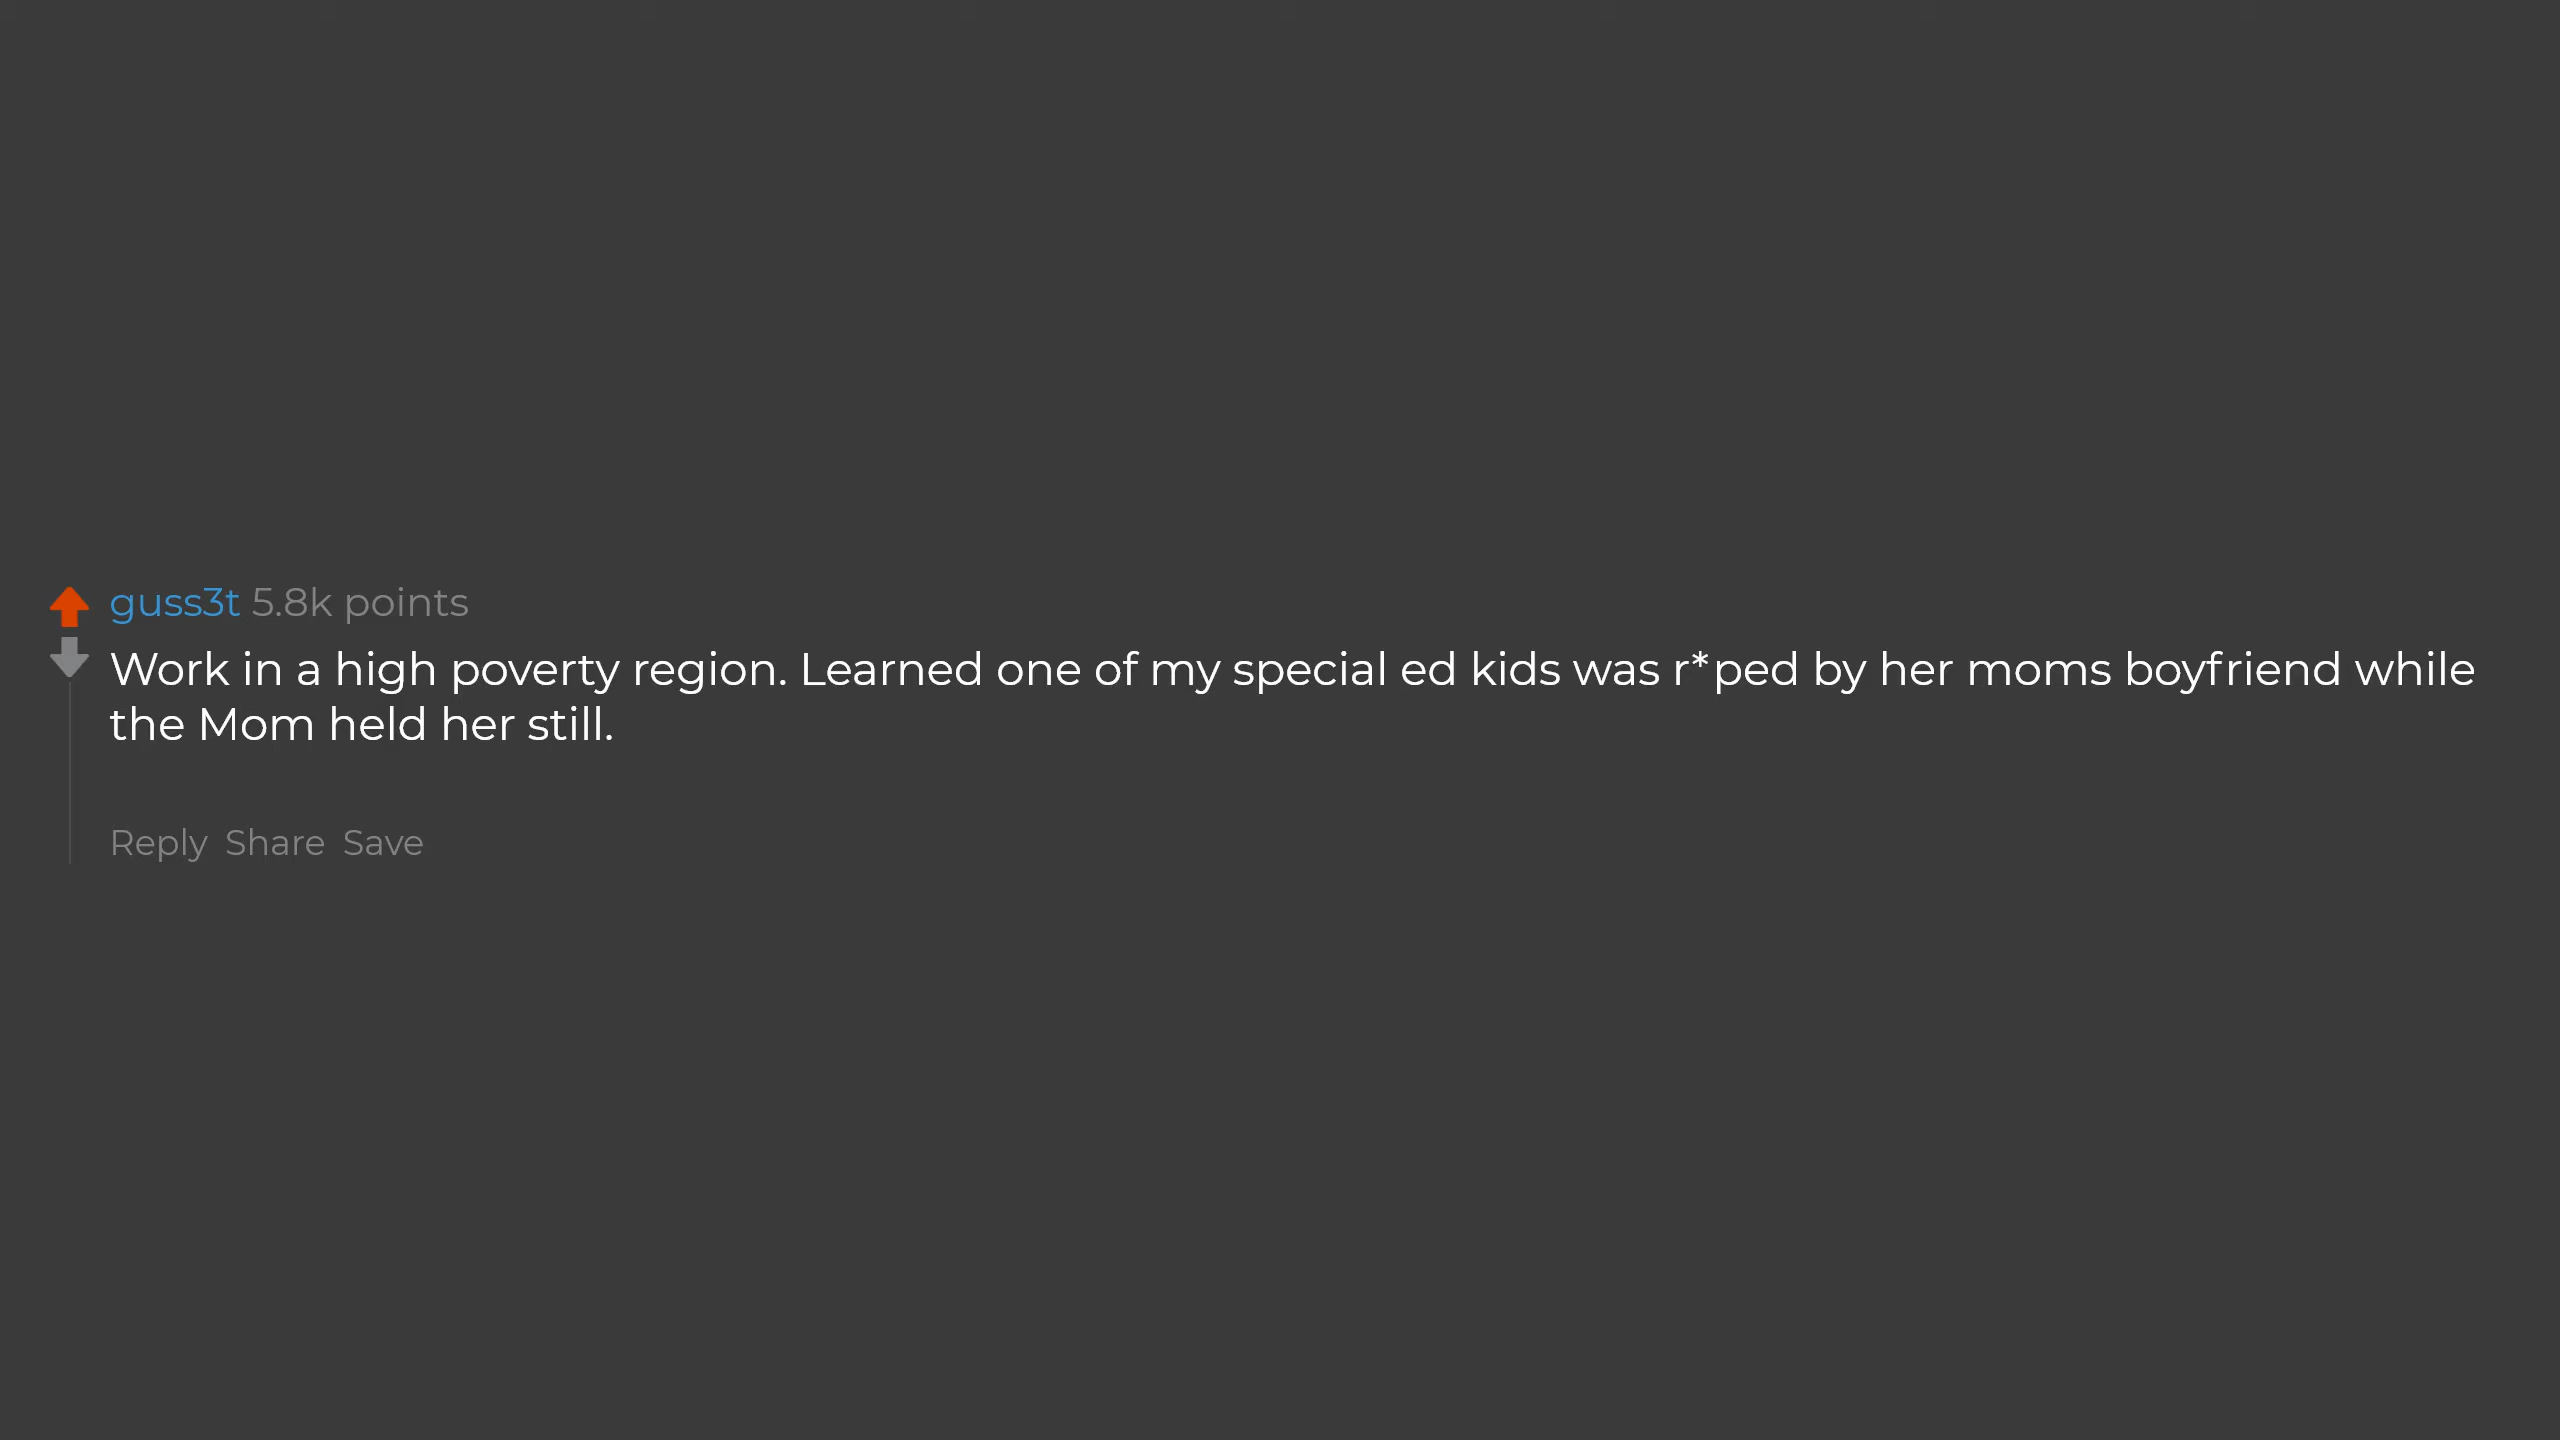 guss3t 5.8k points
Work in a high poverty region. Learned one of my special ed kids was r*ped by her moms boyfriend while
the Mom held her still.
Reply Share Save